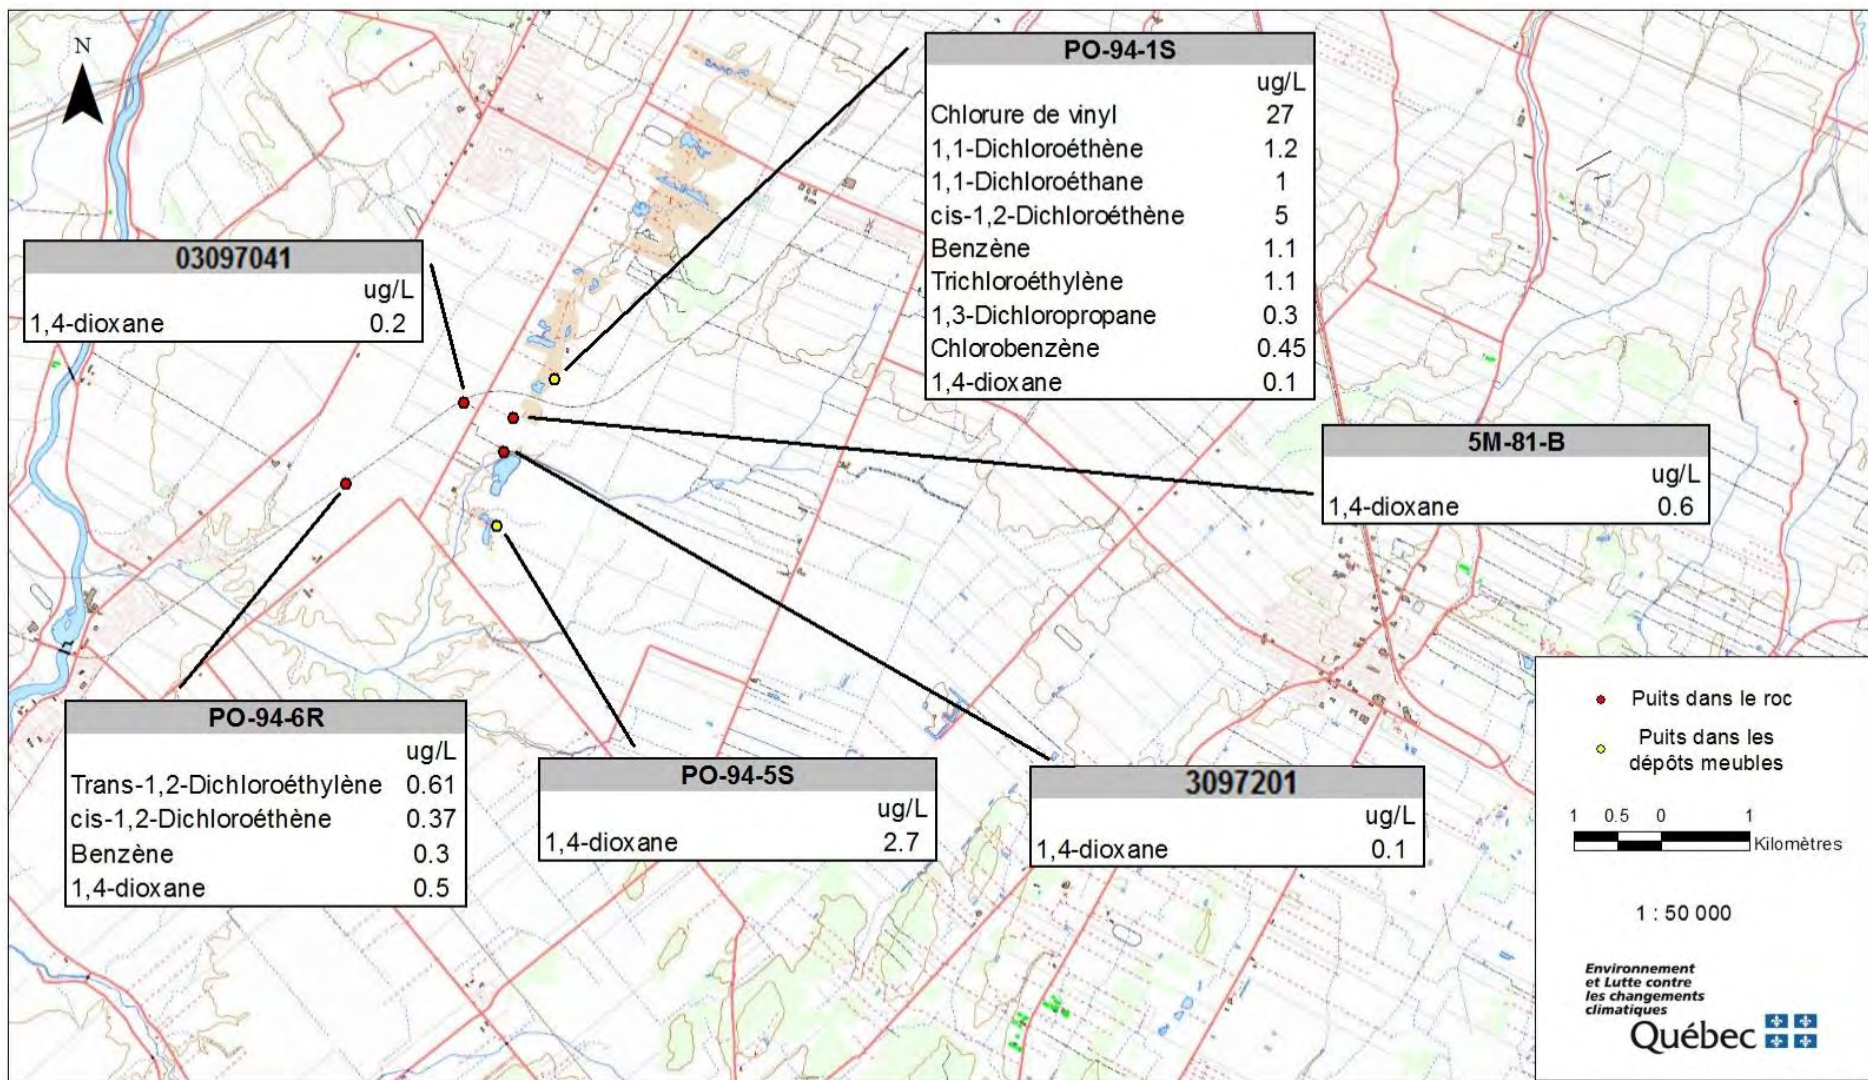 N
PO-94-1S
ug/L
Chlorure de vinyl 27
1,1-Dichloroéthène 1.2
1,1-Dichloroéthane 1
cis-1,2-Dichloroéthène 5
Benzène 1.1
Trichloroéthylène 1.1
1,3-Dichloropropane 0.3
Chlorobenzène 0.45
1,4-dioxane 0.1
03097041
ug/L
1,4-dioxane 0.2
5M-81-B
ug/L
1,4-dioxane 0.6
PO-94-6R
ug/L
Trans-1,2-Dichloroéthylène 0.61
cis-1,2-Dichloroéthène 0.37
Benzène 0.3
1,4-dioxane 0.5
PO-94-5S
ug/L
1,4-dioxane 2.7
3097201
ug/L
1,4-dioxane 0.1
Puits dans le roc
Puits dans les
dépôts meubles
1 0.5 0 1
Kilomètres
1 : 50 000
Environnement
et Lutte contre
les changements
climatiques
Québec